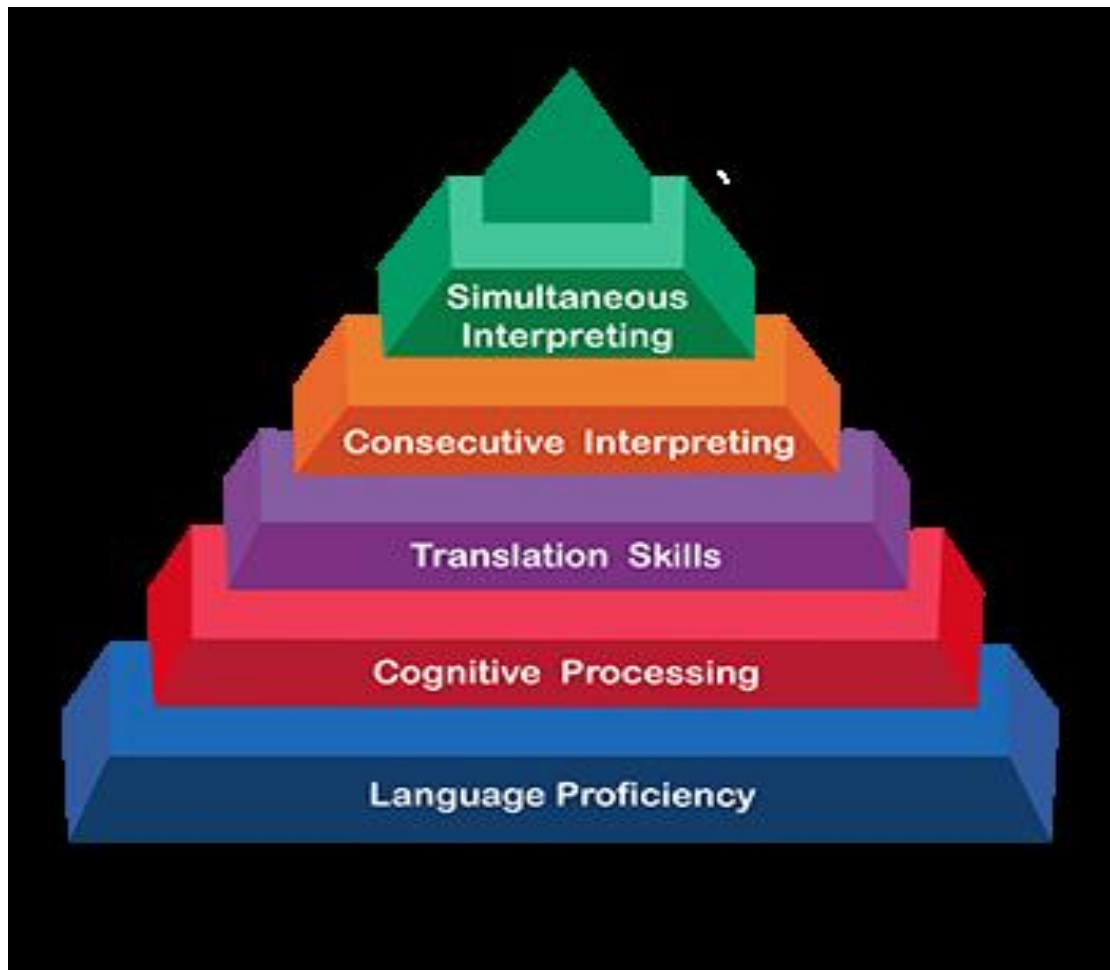 Simultaneous
Interpreting
Consecutive Interpreting
Translation Skills
Cognitive Processing
Language Proficiency